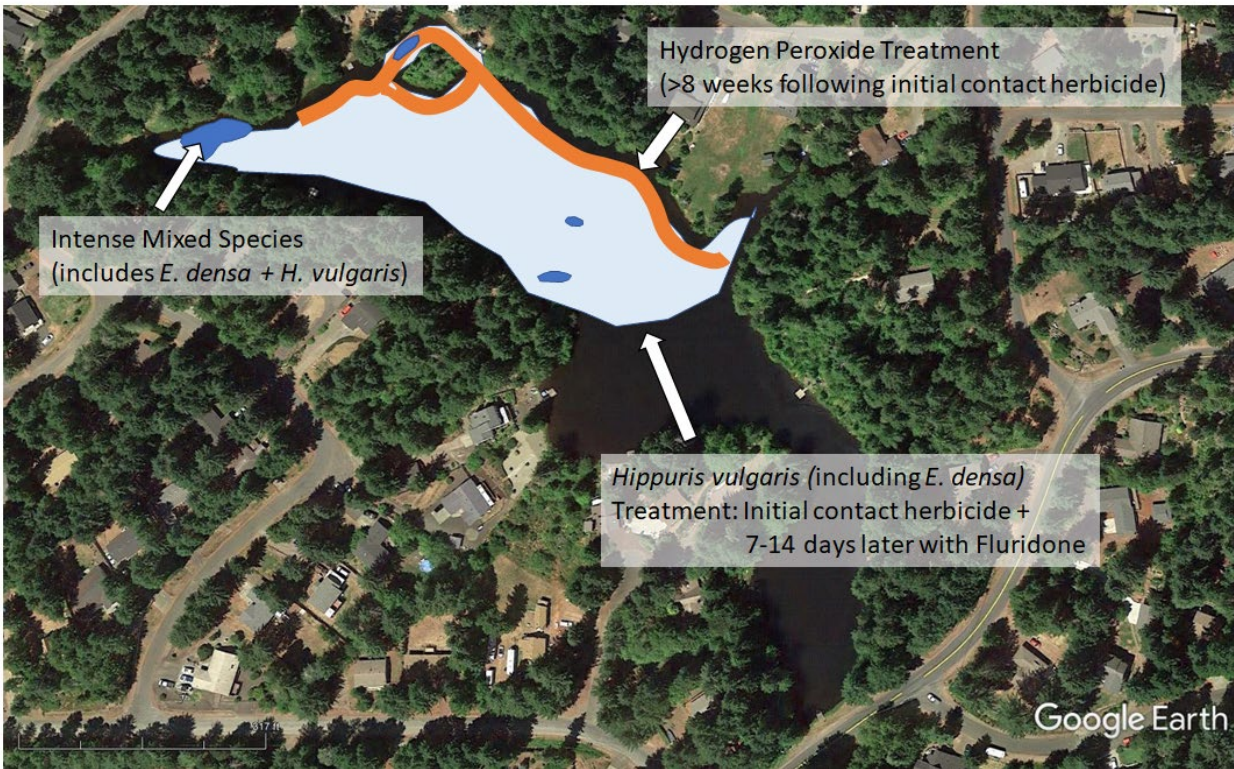 Hydrogen Peroxide Treatment
(>8 weeks following initial contact herbicide)
Intense Mixed Species
(includes E. densa + H. vulgaris)
Hippuris vulgaris (including E. densa)
Treatment: Initial contact herbicide +
7-14 days later with Fluridone
Google Earth